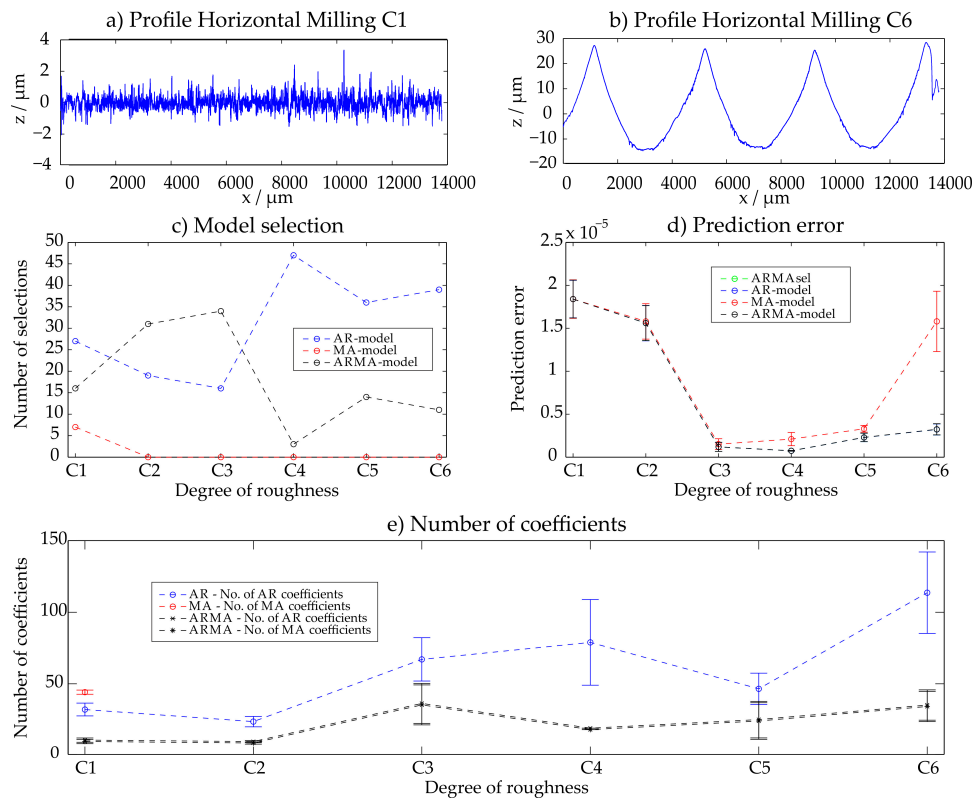 a) Profile Horizontal Milling C1
b) Profile Horizontal Milling C6
4
2
0
−2
−4
z / μm
0 2000 4000 6000 8000 10000 12000 14000
x / μm
30
20
10
0
−10
−20
z / μm
0 2000 4000 6000 8000 10000 12000 14000
x / μm
c) Model selection
50
45
40
35
30
25
20
15
10
5
0
Number of selections
AR-model
MA-model
ARMA-model
C1 C2 C3 C4 C5 C6
Degree of roughness
d) Prediction error
2.5 x 10⁻⁵
2
1.5
1
0.5
0
Prediction error
ARMAsel
AR-model
MA-model
ARMA-model
C1 C2 C3 C4 C5 C6
Degree of roughness
e) Number of coefficients
150
100
50
0
Number of coefficients
AR - No. of AR coefficients
MA - No. of MA coefficients
ARMA - No. of AR coefficients
ARMA - No. of MA coefficients
C1 C2 C3 C4 C5 C6
Degree of roughness